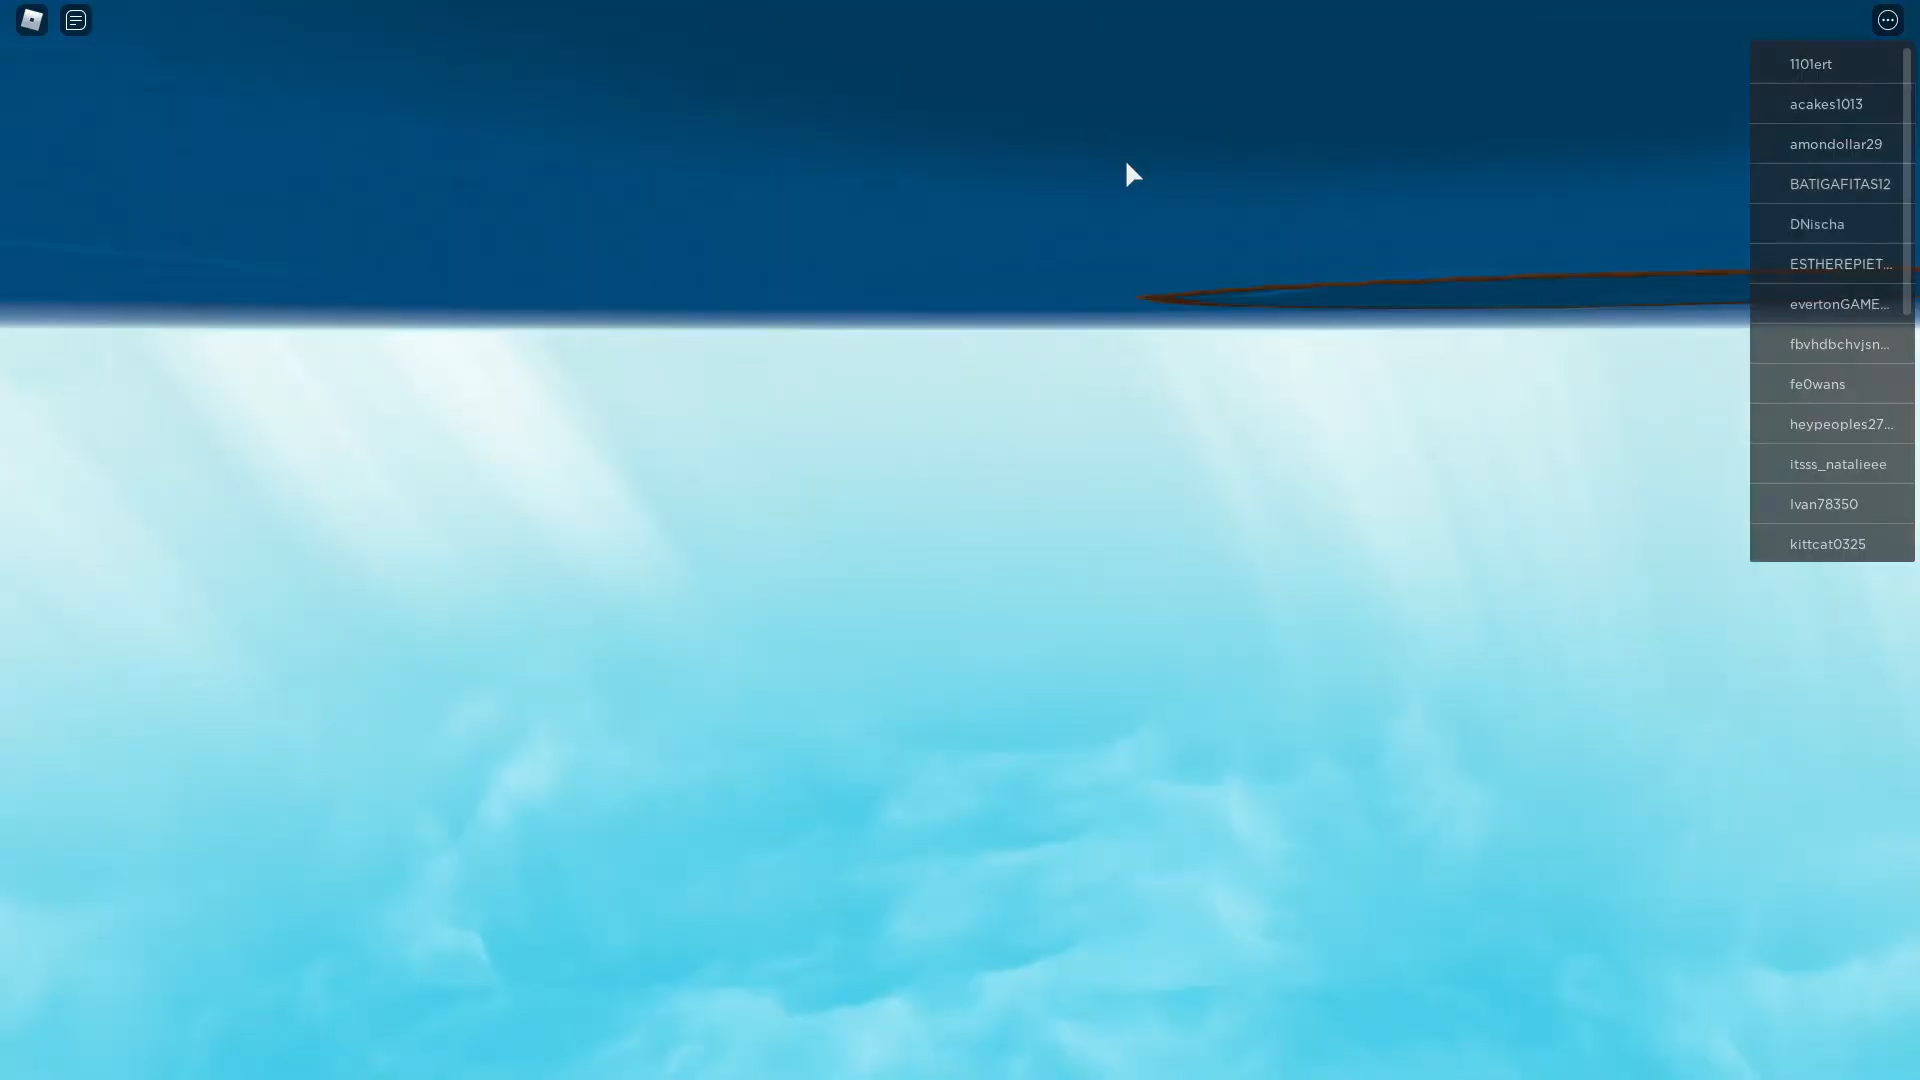 1101ert
acakes1013
amondollar29
BATIGAFITAS12
DNischa
ESTHEREPIET...
evertonGAME...
fbvhdbchvjsn...
fe0wans
heypeoples27...
itsss_natalieee
Ivan78350
kittcat0325